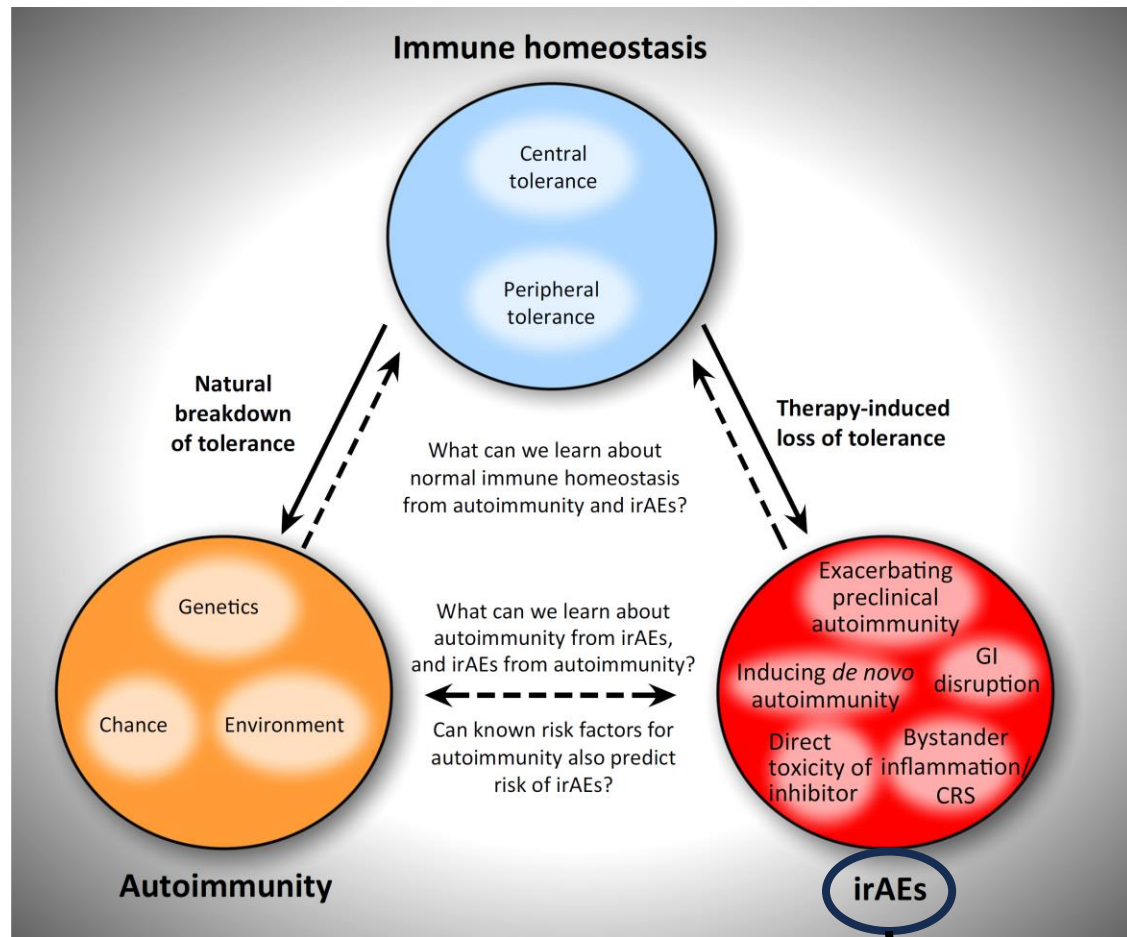 Immune homeostasis
Central
tolerance
Peripheral
tolerance
Natural
breakdown
of tolerance
Therapy-induced
loss of tolerance
What can we learn about
normal immune homeostasis
from autoimmunity and irAEs?
Genetics
Chance
Environment
What can we learn about
autoimmunity from irAEs,
and irAEs from autoimmunity?
Can known risk factors for
autoimmunity also predict
risk of irAEs?
Exacerbating
preclinical
autoimmunity
Inducing de novo
autoimmunity
GI
disruption
Direct
toxicity of
inhibitor
Bystander
inflammation/
CRS
Autoimmunity
irAEs